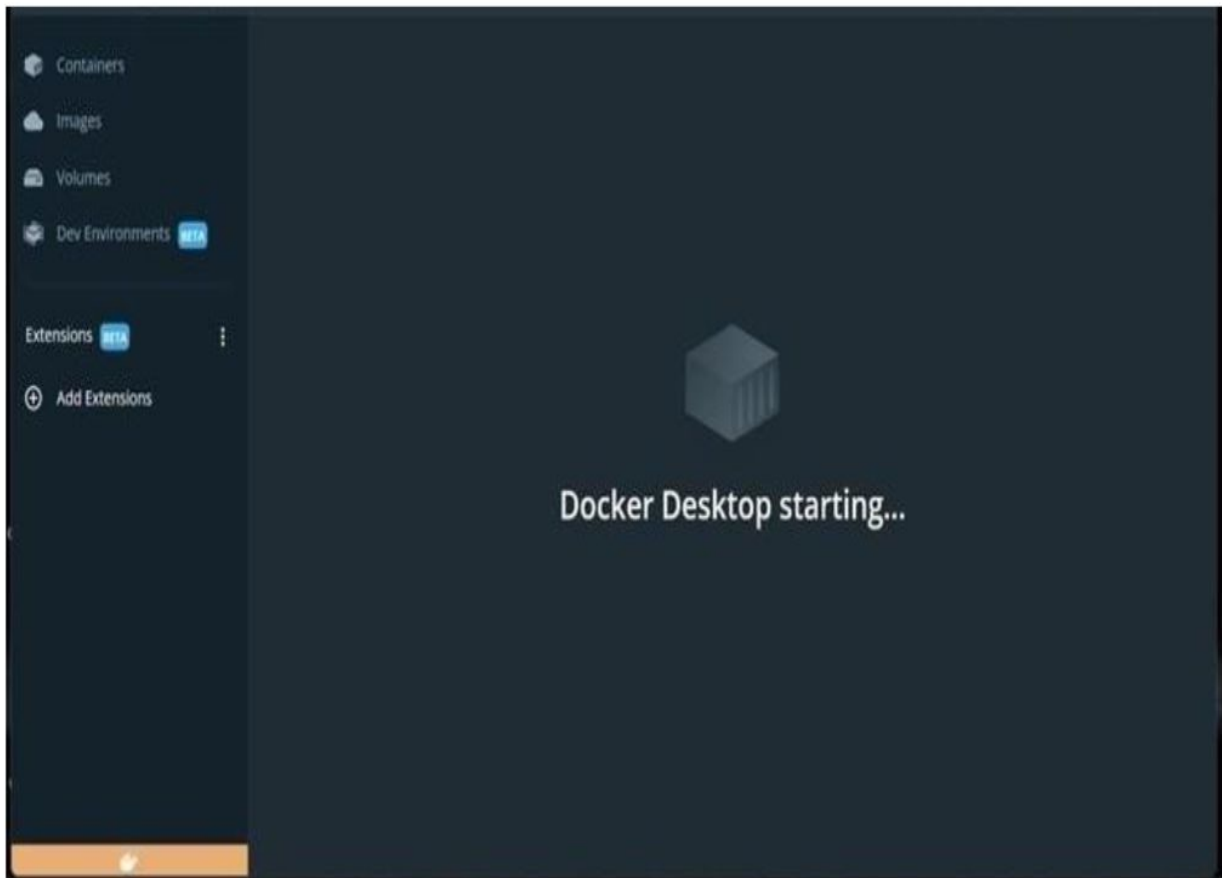 Containers
Images
Volumes
Dev Environments BETA
Extensions BETA
Add Extensions
Docker Desktop starting...